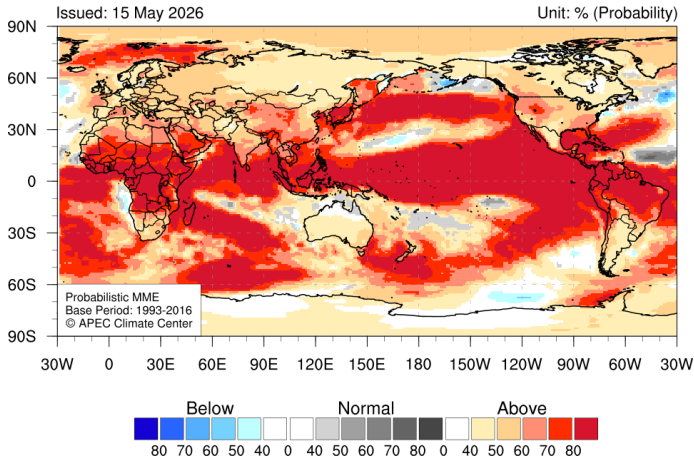 Issued: 15 May 2026 Unit: % (Probability)
90N
60N
30N
0
30S
60S
90S
Probabilistic MME
Base Period: 1993-2016
© APEC Climate Center
30W 0 30E 60E 90E 120E 150E 180 150W 120W 90W 60W 30W
Below Normal Above
80 70 60 50 40 0 40 50 60 70 80 0 40 50 60 70 80